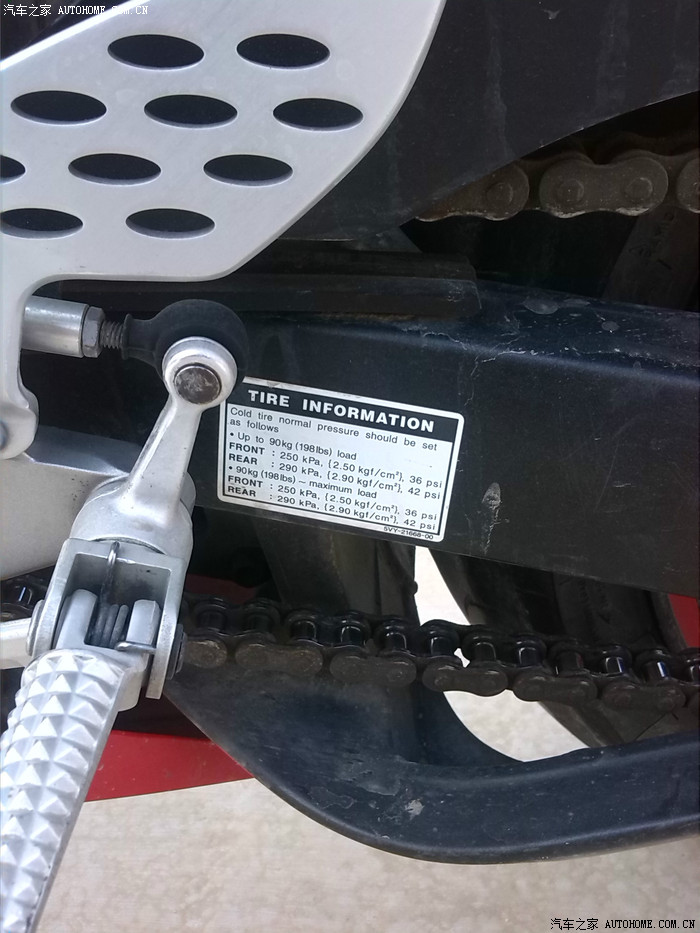 汽车之家 AUTOHOME.COM.CN
TIRE INFORMATION
Cold tire normal pressure should be set
as follows
• Up to 90kg (198lbs) load
FRONT : 250 kPa, {2.50 kgf/cm²}, 36 psi
REAR : 290 kPa, {2.90 kgf/cm²}, 42 psi
• 90kg (198lbs) – maximum load
FRONT : 250 kPa, {2.50 kgf/cm²}, 36 psi
REAR : 290 kPa, {2.90 kgf/cm²}, 42 psi
5VY-21668-00
汽车之家 AUTOHOME.COM.CN